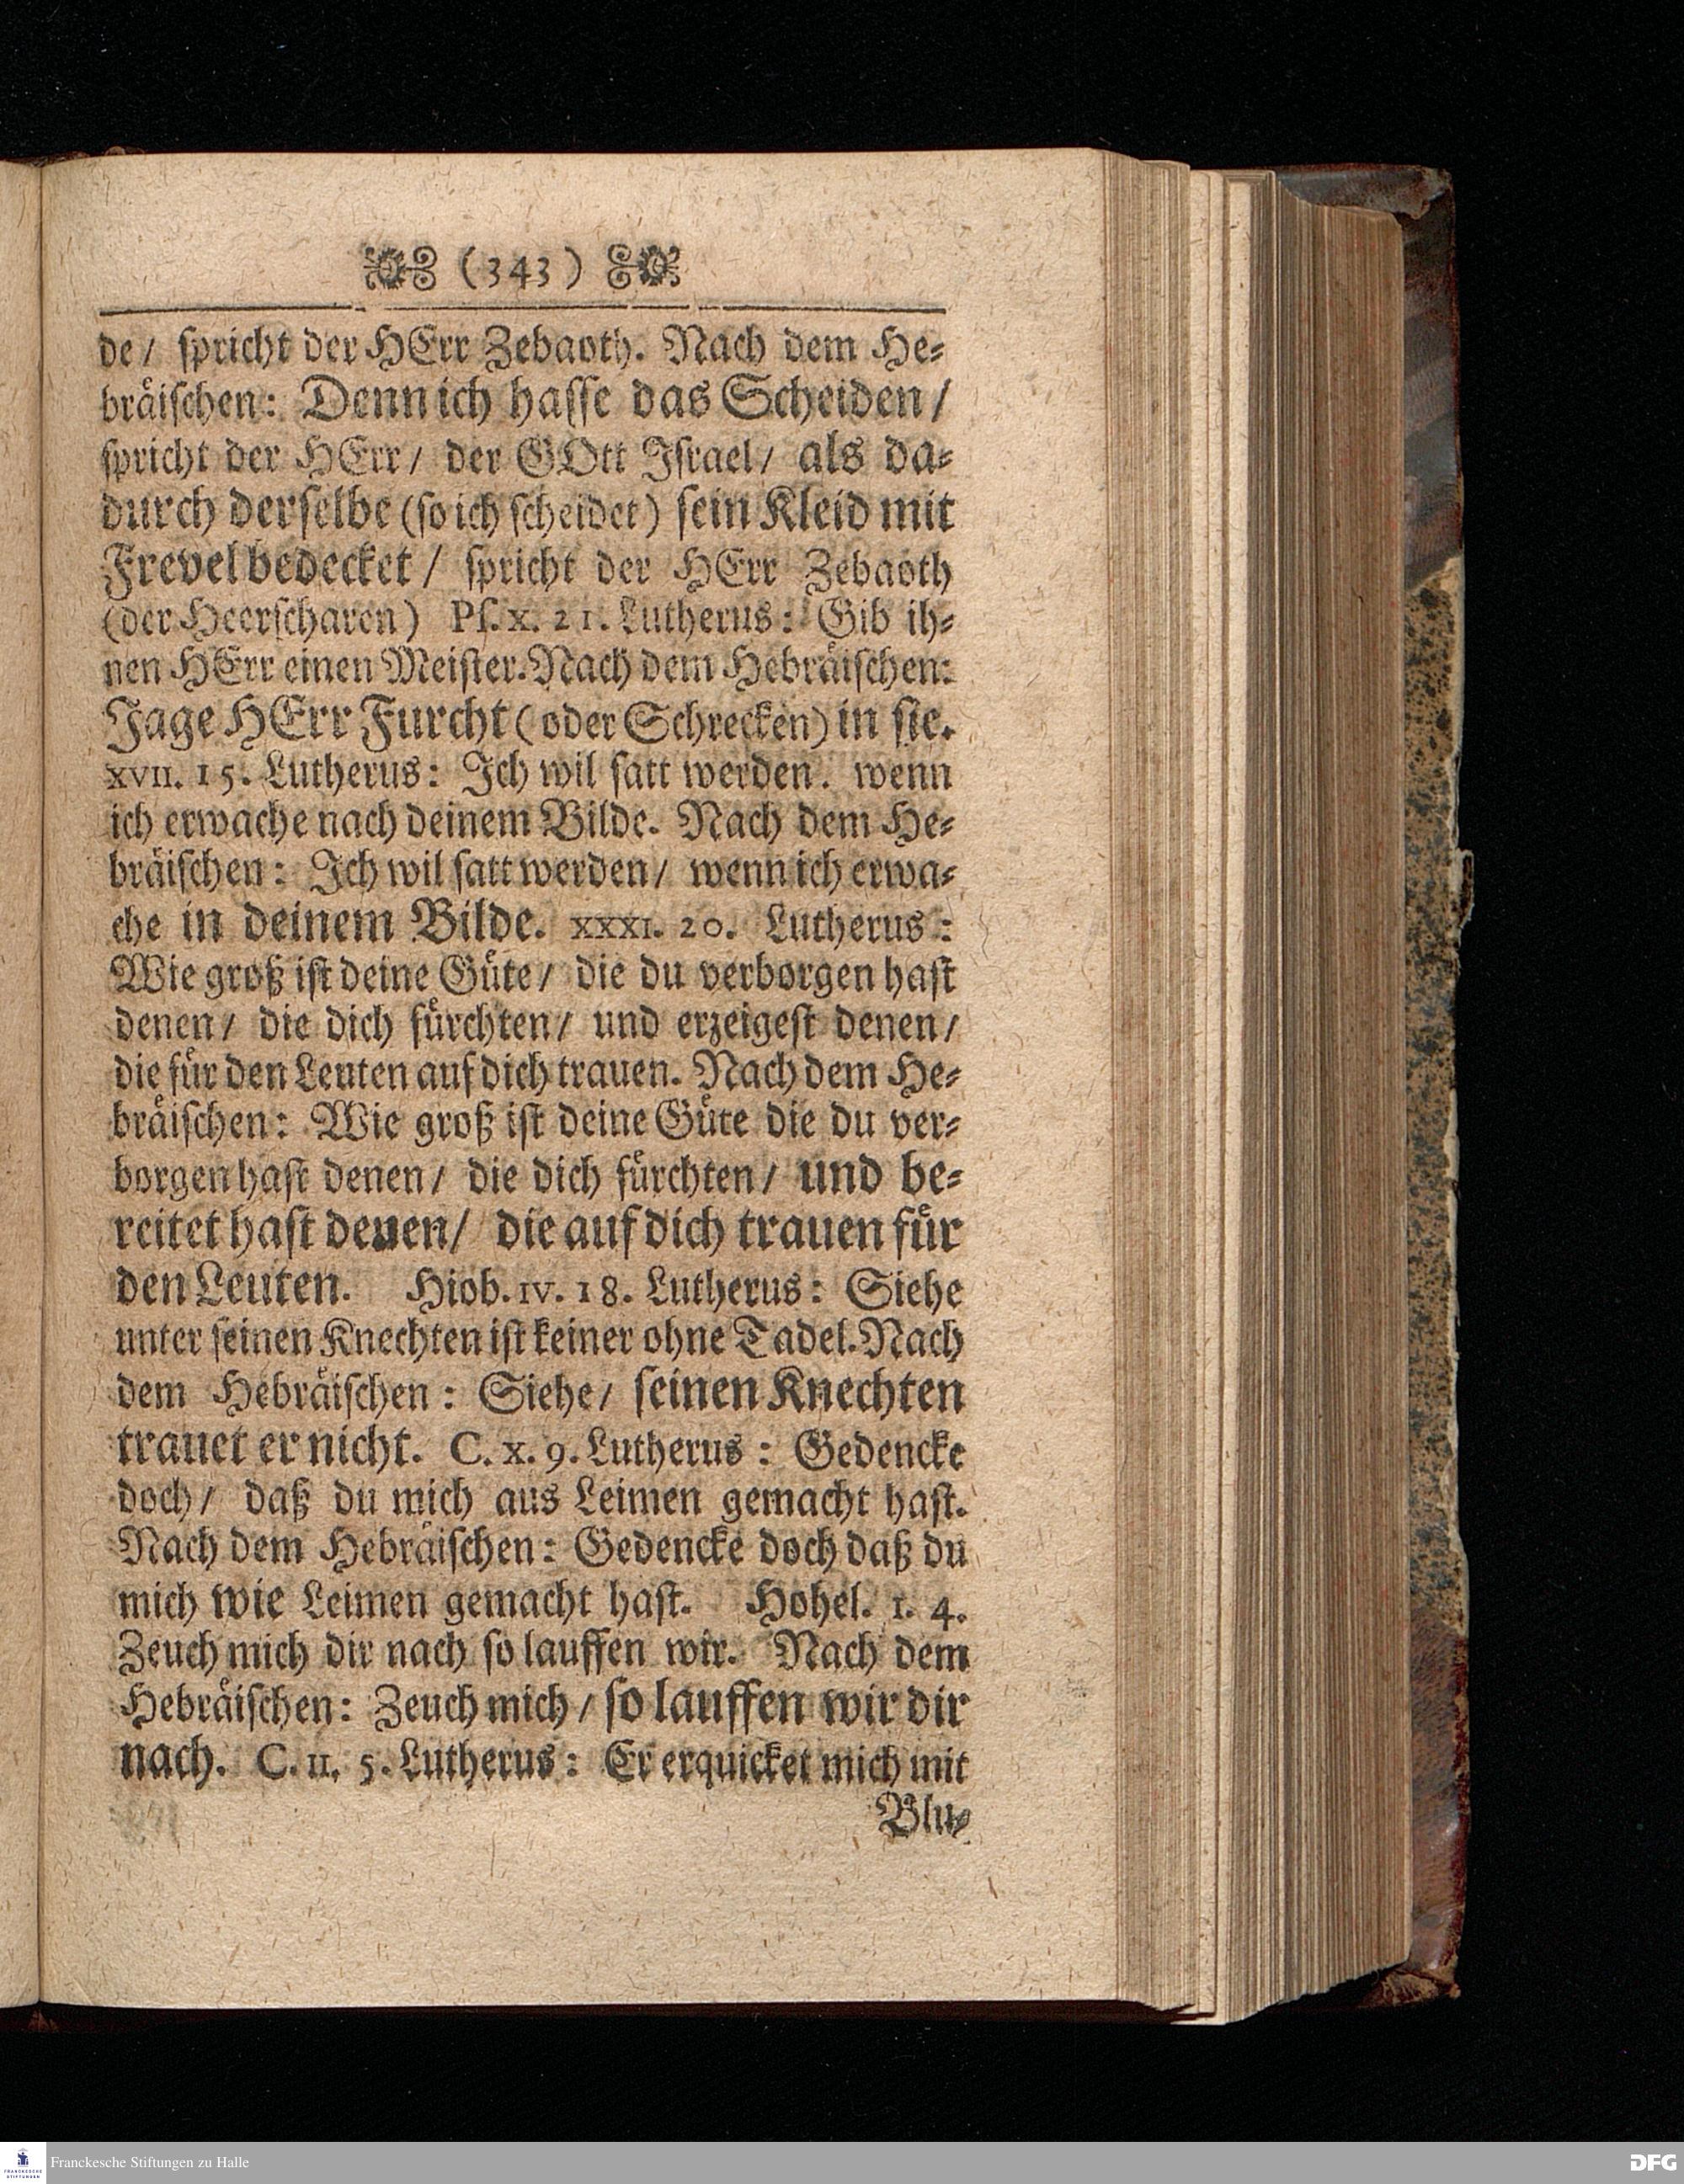 (343)
de/ ſpricht der HErr Zebaoth. Nach dem He⸗
bräiſchen: Denn ich haſſe das Scheiden/
ſpricht der HErr/ der GOtt Iſrael/ als da⸗
durch derſelbe (ſo ich ſcheidet) ſein Kleid mit
Frevel bedecket/ ſpricht der HErr Zebaoth
(der Heerſcharen) Pſ. X. 21. Lutherus: Gib ih⸗
nen HErr einen Meiſter. Nach dem Hebräiſchen:
Jage HErr Furcht (oder Schrecken) in ſie.
XVII. 15. Lutherus: Ich wil ſatt werden. wenn
ich erwache nach deinem Bilde. Nach dem He⸗
bräiſchen: Ich wil ſatt werden/ wenn ich erwa⸗
che in deinem Bilde. XXXI. 20. Lutherus:
Wie groß iſt deine Güte/ die du verborgen haſt
denen/ die dich fürchten/ und erzeigeſt denen/
die für den Leuten auf dich trauen. Nach dem He⸗
bräiſchen: Wie groß iſt deine Güte die du ver⸗
borgen haſt denen/ die dich fürchten/ und be⸗
reitet haſt denen/ die auf dich trauen für
den Leuten. Hiob. IV. 18. Lutherus: Siehe
unter ſeinen Knechten iſt keiner ohne Tadel. Nach
dem Hebräiſchen: Siehe/ ſeinen Knechten
trauet er nicht. C. X. 9. Lutherus: Gedencke
doch/ daß du mich aus Leimen gemacht haſt.
Nach dem Hebräiſchen: Gedencke doch daß du
mich wie Leimen gemacht haſt. Hohel. I. 4.
Zeuch mich dir nach ſo lauffen wir. Nach dem
Hebräiſchen: Zeuch mich/ ſo lauffen wir dir
nach. C. II. 5. Lutherus: Er erquicket mich mit
Blu⸗
FRANCKESCHE STIFTUNGEN
Franckesche Stiftungen zu Halle
DFG